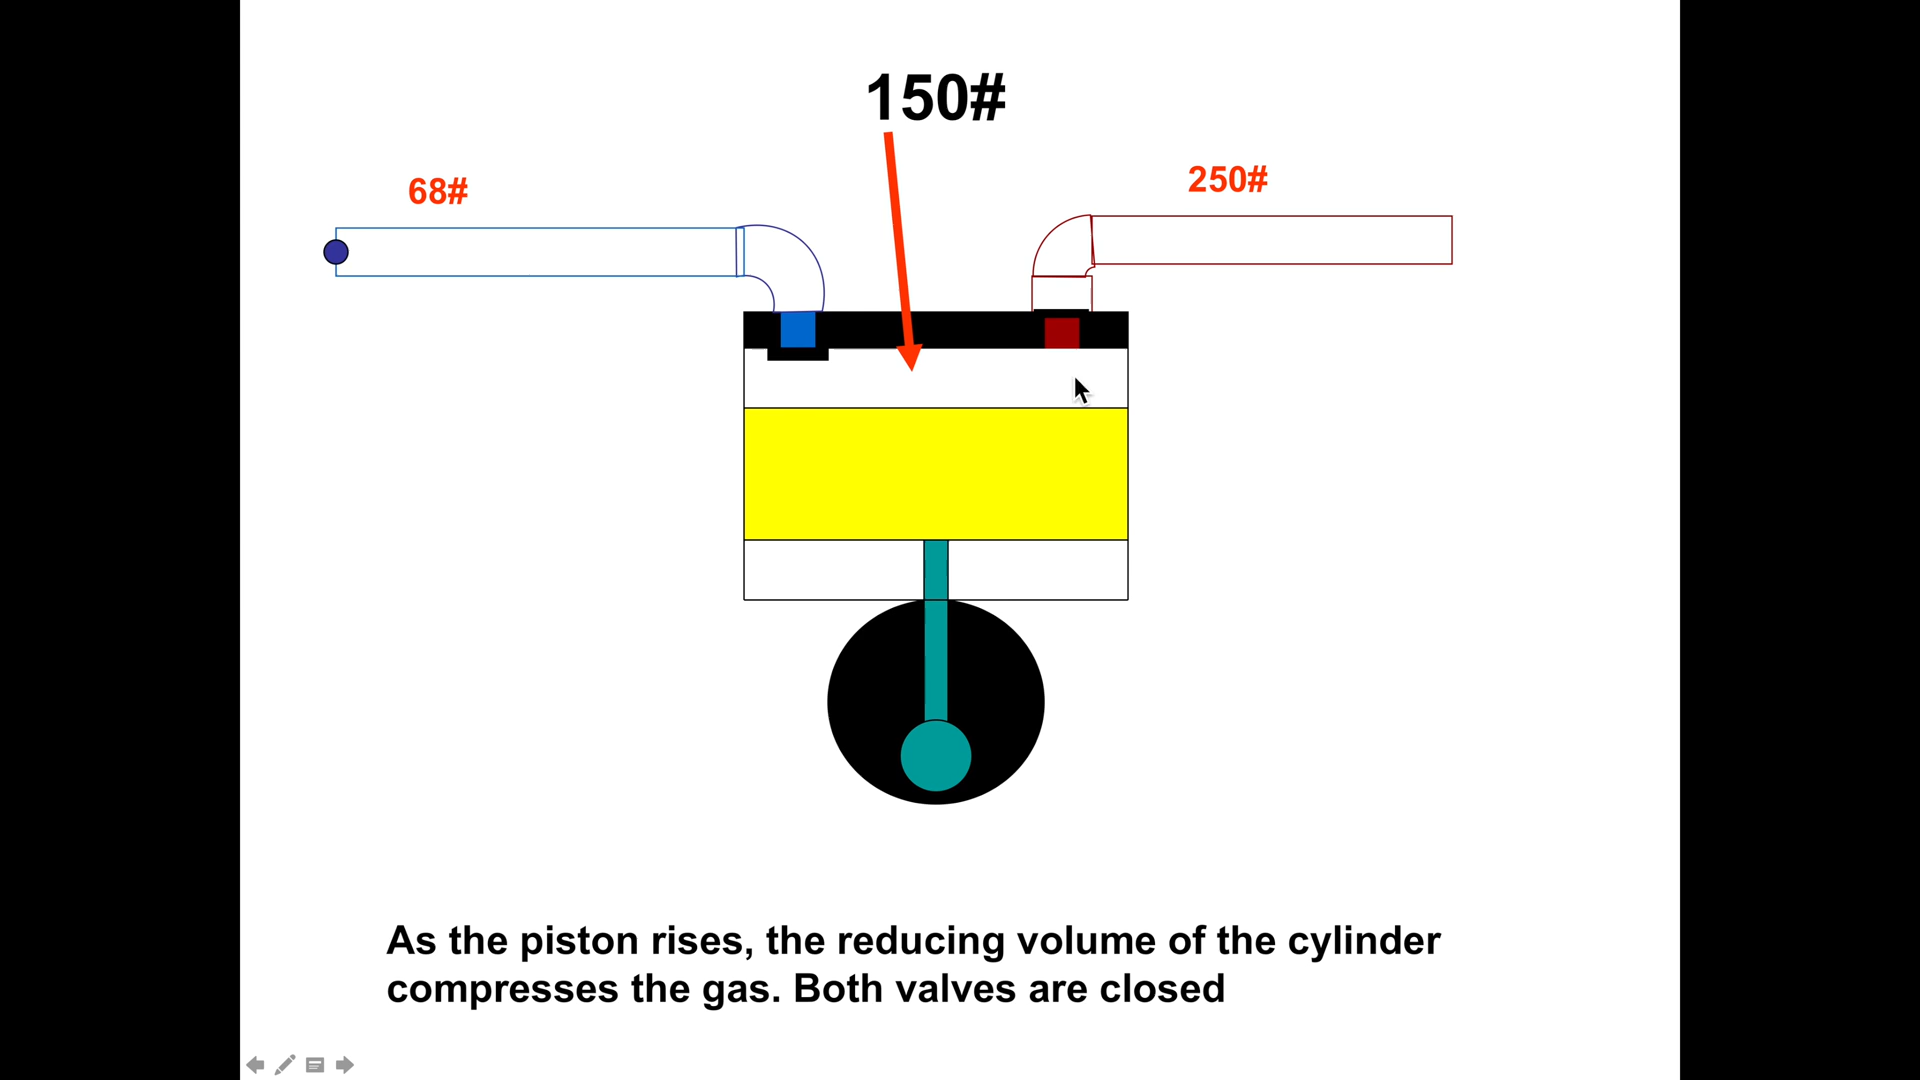 150#
68#
250#
As the piston rises, the reducing volume of the cylinder
compresses the gas. Both valves are closed